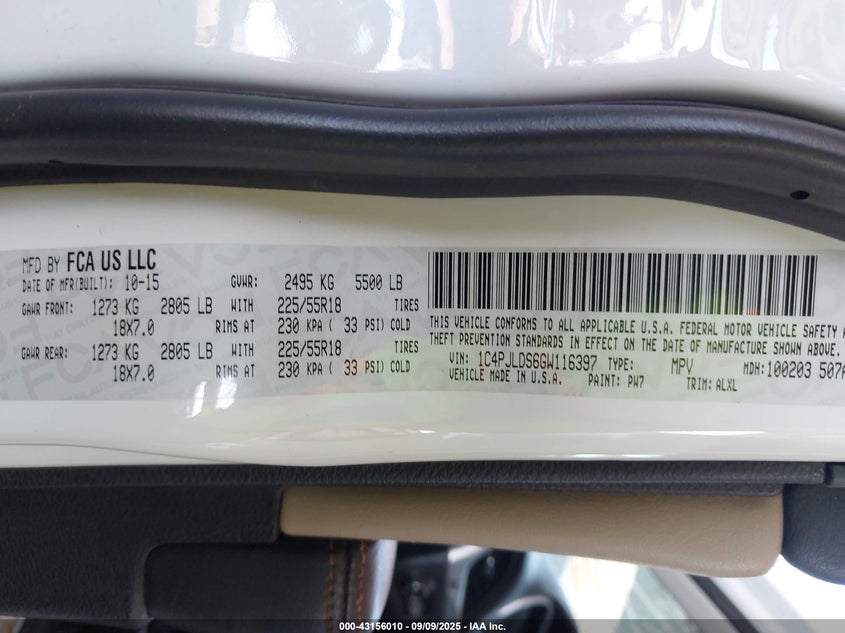 MFD BY FCA US LLC
DATE OF MFR(BUILT): 10-15 GVWR: 2495 KG 5500 LB
GAWR FRONT: 1273 KG 2805 LB WITH 225/55R18 TIRES
18X7.0 RIMS AT 230 KPA ( 33 PSI) COLD
GAWR REAR: 1273 KG 2805 LB WITH 225/55R18 TIRES
18X7.0 RIMS AT 230 KPA ( 33 PSI) COLD
THIS VEHICLE CONFORMS TO ALL APPLICABLE U.S.A. FEDERAL MOTOR VEHICLE SAFETY
THEFT PREVENTION STANDARDS IN EFFECT ON THE DATE OF MANUFACTURE SHOWN ABOVE.
VIN: 1C4PJLDS6GW116397 TYPE: MPV MDH: 100203 507
VEHICLE MADE IN U.S.A. PAINT: PW7 TRIM: ALXL
000-43156010 - 09/09/2025 - IAA Inc.